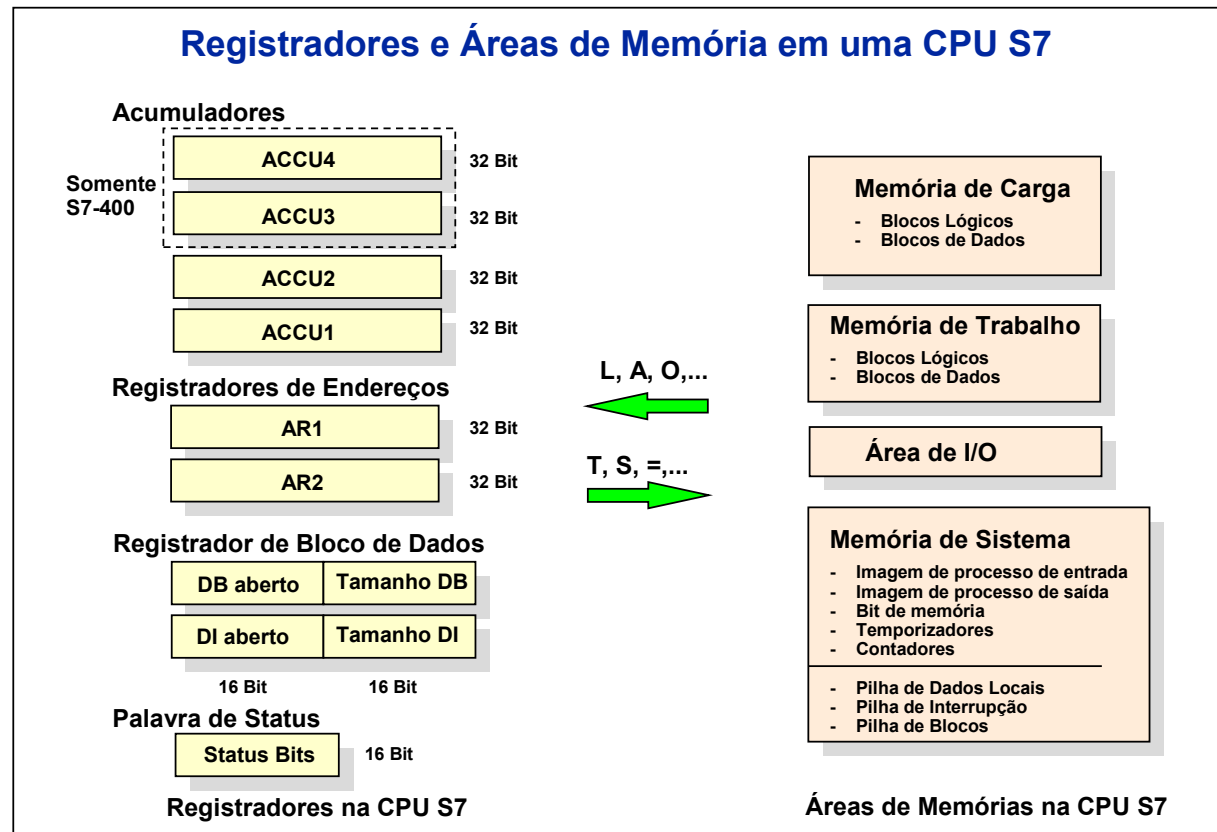 Registradores e Áreas de Memória em uma CPU S7
Acumuladores
Somente
S7-400
ACCU4
32 Bit
ACCU3
32 Bit
ACCU2
32 Bit
ACCU1
32 Bit
Registradores de Endereços
AR1
32 Bit
AR2
32 Bit
Registrador de Bloco de Dados
DB aberto
Tamanho DB
DI aberto
Tamanho DI
16 Bit
16 Bit
Palavra de Status
Status Bits
16 Bit
Registradores na CPU S7
L, A, O,...
T, S, =,...
Memória de Carga
- Blocos Lógicos
- Blocos de Dados
Memória de Trabalho
- Blocos Lógicos
- Blocos de Dados
Área de I/O
Memória de Sistema
- Imagem de processo de entrada
- Imagem de processo de saída
- Bit de memória
- Temporizadores
- Contadores
- Pilha de Dados Locais
- Pilha de Interrupção
- Pilha de Blocos
Áreas de Memórias na CPU S7